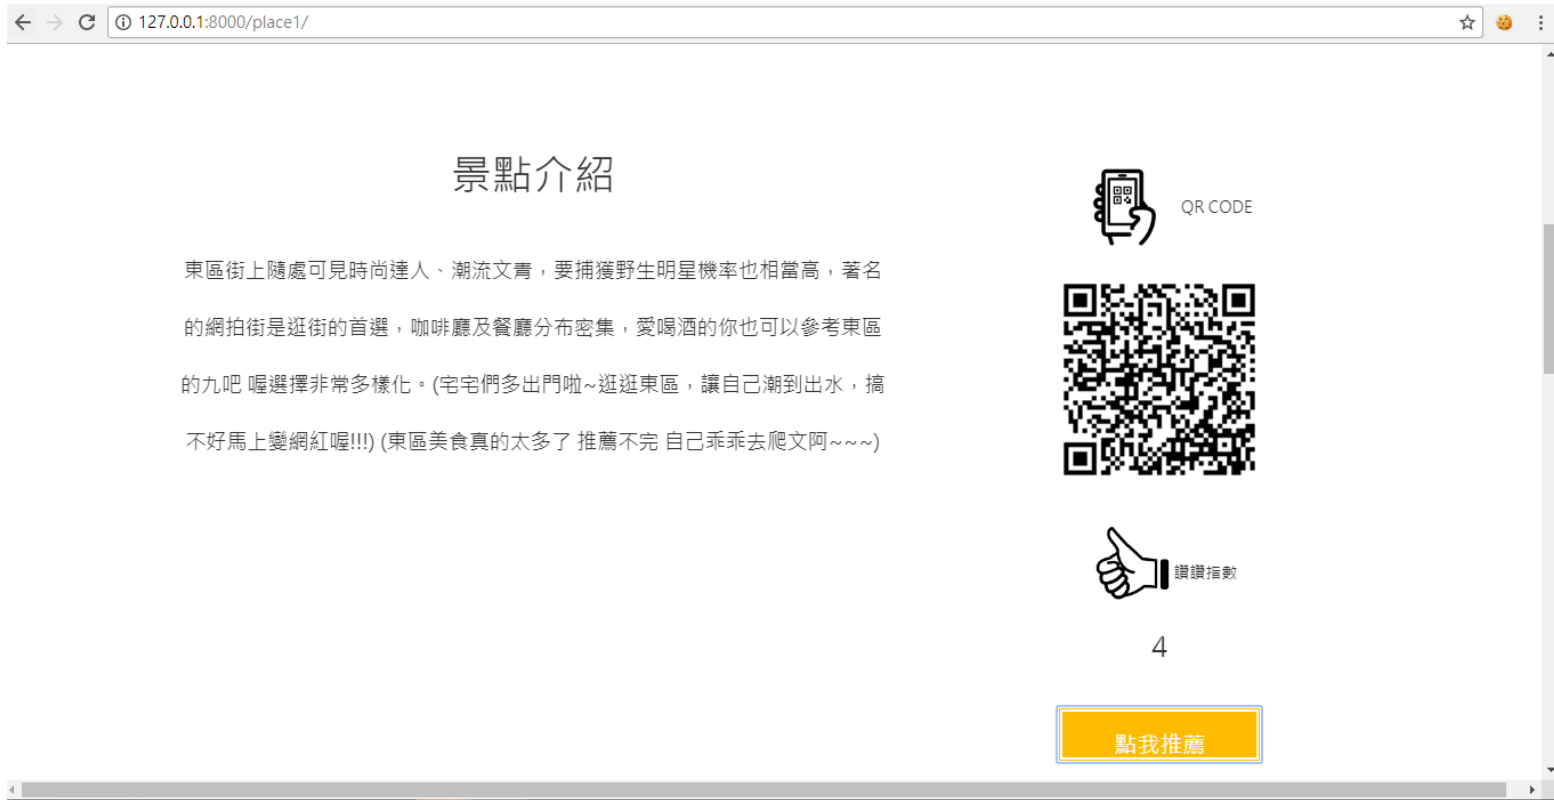 127.0.0.1:8000/place1/
景點介紹
東區街上隨處可見時尚達人、潮流文青，要捕獲野生明星機率也相當高，著名
的網拍街是逛街的首選，咖啡廳及餐廳分布密集，愛喝酒的你也可以參考東區
的九吧 喔選擇非常多樣化。(宅宅們多出門啦~逛逛東區，讓自己潮到出水，搞
不好馬上變網紅喔!!!) (東區美食真的太多了 推薦不完 自己乖乖去爬文阿~~~)
QR CODE
讚讚指數
4
點我推薦